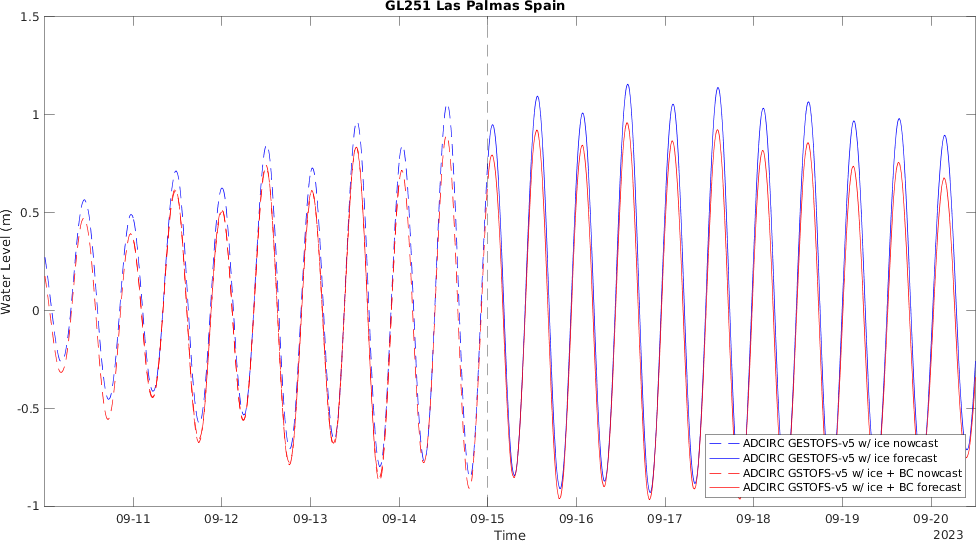 GL251 Las Palmas Spain
1.5
1
0.5
0
-0.5
-1
Water Level (m)
ADCIRC GESTOFS-v5 w/ ice nowcast
ADCIRC GESTOFS-v5 w/ ice forecast
ADCIRC GSTOFS-v5 w/ ice + BC nowcast
ADCIRC GSTOFS-v5 w/ ice + BC forecast
09-11 09-12 09-13 09-14 09-15 09-16 09-17 09-18 09-19 09-20
Time
2023